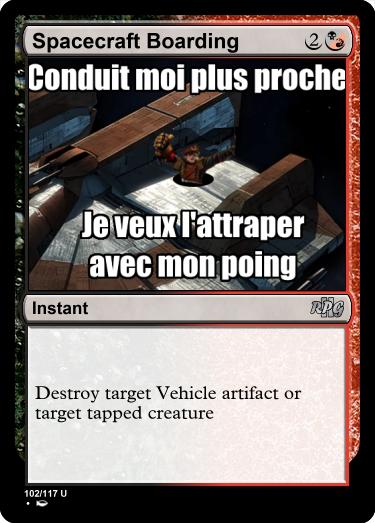 Spacecraft Boarding 2
Conduit moi plus proche
Je veux l'attraper
avec mon poing
Instant
RPG
Destroy target Vehicle artifact or
target tapped creature
102/117 U